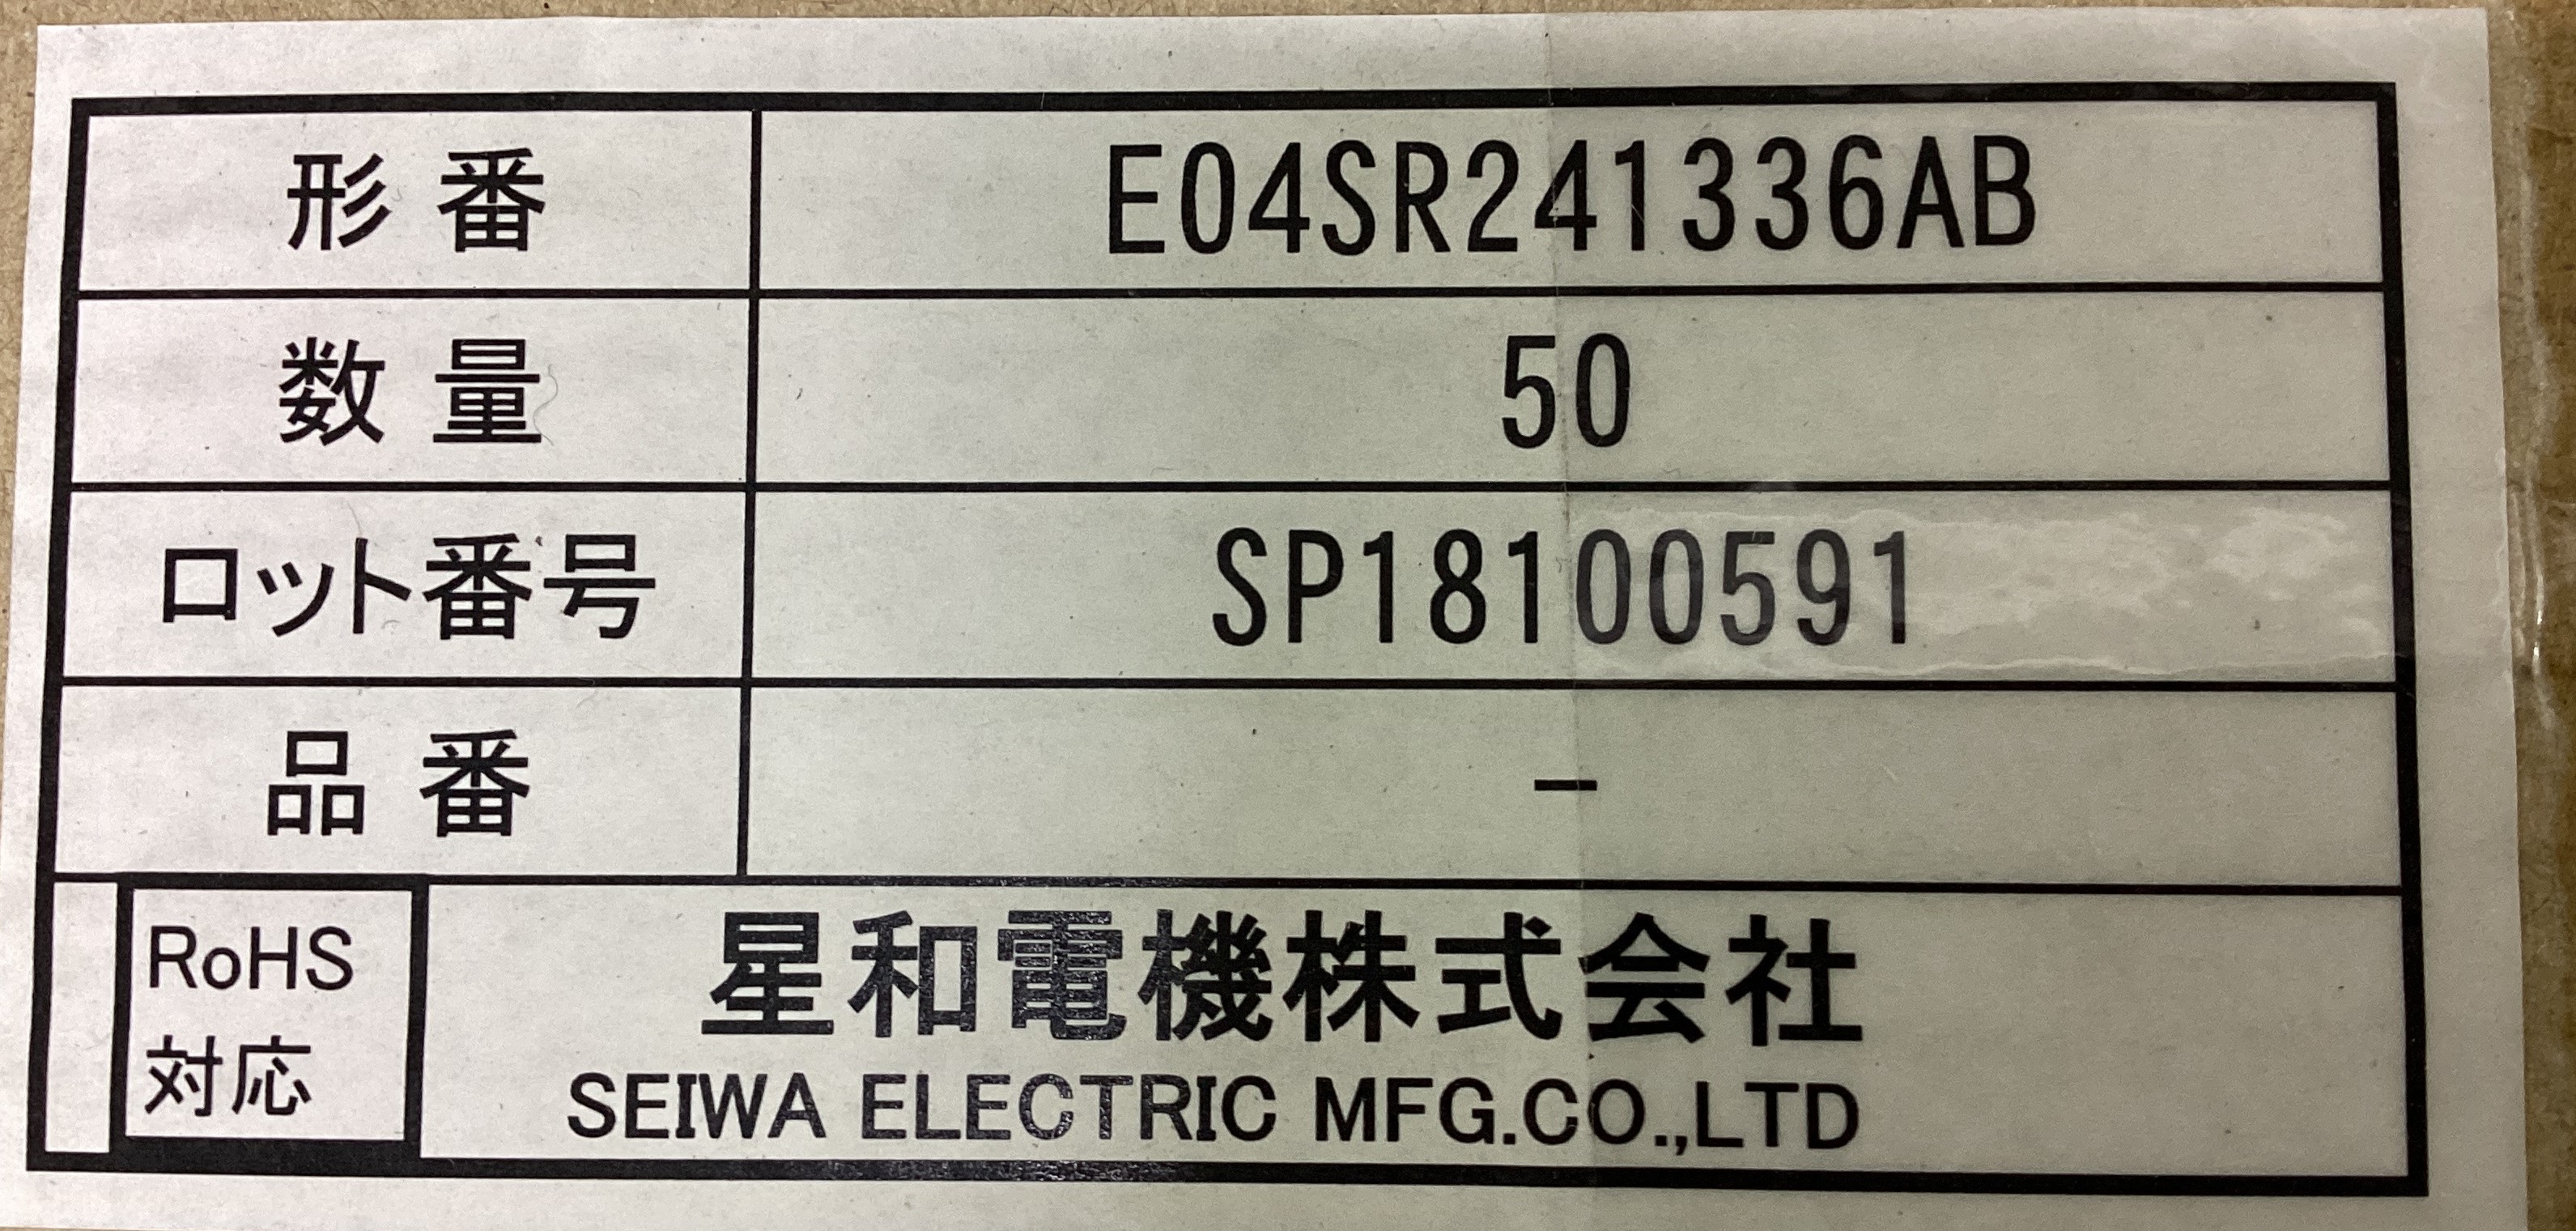 形番 E04SR241336AB
数量 50
ロット番号 SP18100591
品番 -
RoHS
対応
星和電機株式会社
SEIWA ELECTRIC MFG.CO.,LTD